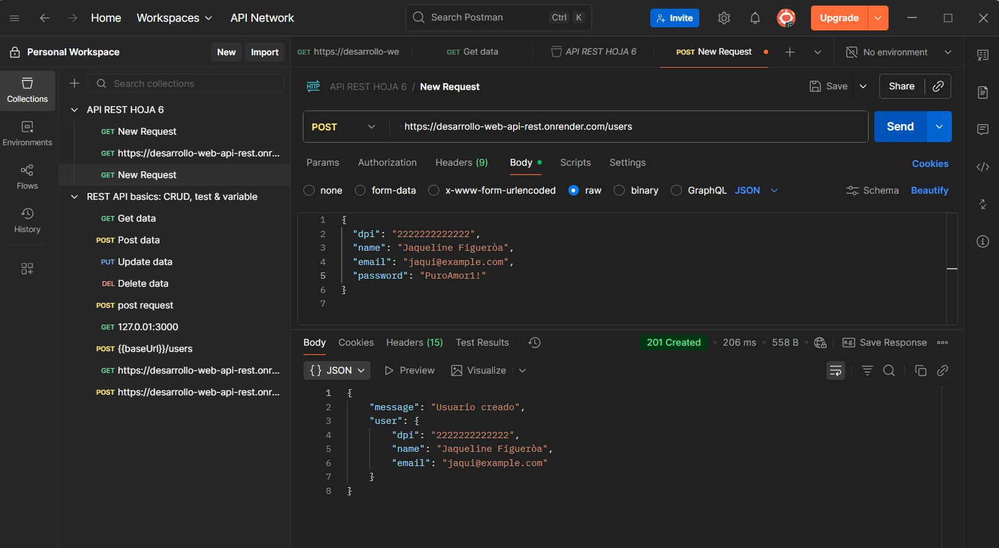 Home Workspaces API Network Search Postman Ctrl K Invite Upgrade
Personal Workspace New Import GET https://desarrollo-we GET Get data API REST HOJA 6 POST New Request No environment
Collections
Environments
Flows
History
Search collections
API REST HOJA 6
GET New Request
GET https://desarrollo-web-api-rest.onr...
GET New Request
REST API basics: CRUD, test & variable
GET Get data
POST Post data
PUT Update data
DEL Delete data
POST post request
GET 127.0.01:3000
POST {{baseUrl}}/users
GET https://desarrollo-web-api-rest.onr...
POST https://desarrollo-web-api-rest.onr...
HTTP API REST HOJA 6 / New Request Save Share
POST https://desarrollo-web-api-rest.onrender.com/users Send
Params Authorization Headers (9) Body Scripts Settings Cookies
none form-data x-www-form-urlencoded raw binary GraphQL JSON Schema Beautify
1 {
2 "dpi": "2222222222222",
3 "name": "Jaqueline Figueròa",
4 "email": "jaqui@example.com",
5 "password": "PuroAmor1!"
6 }
7
Body Cookies Headers (15) Test Results 201 Created 206 ms 558 B e.g. Save Response
{} JSON Preview Visualize
1 {
2 "message": "Usuario creado",
3 "user": {
4 "dpi": "2222222222222",
5 "name": "Jaqueline Figueròa",
6 "email": "jaqui@example.com"
7 }
8 }